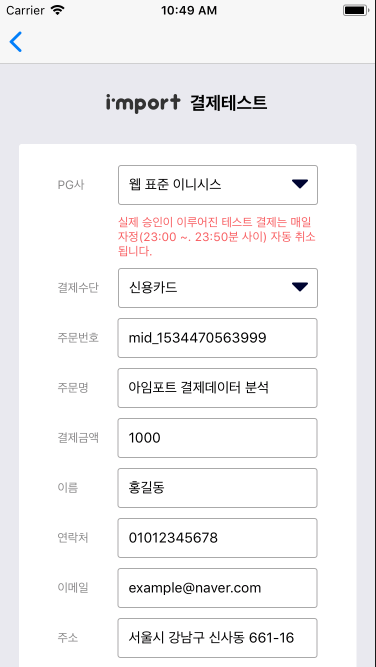 Carrier 10:49 AM
i'mport 결제테스트
PG사 웹 표준 이니시스
실제 승인이 이루어진 테스트 결제는 매일
자정(23:00 ~. 23:50분 사이) 자동 취소
됩니다.
결제수단 신용카드
주문번호 mid_1534470563999
주문명 아임포트 결제데이터 분석
결제금액 1000
이름 홍길동
연락처 01012345678
이메일 example@naver.com
주소 서울시 강남구 신사동 661-16